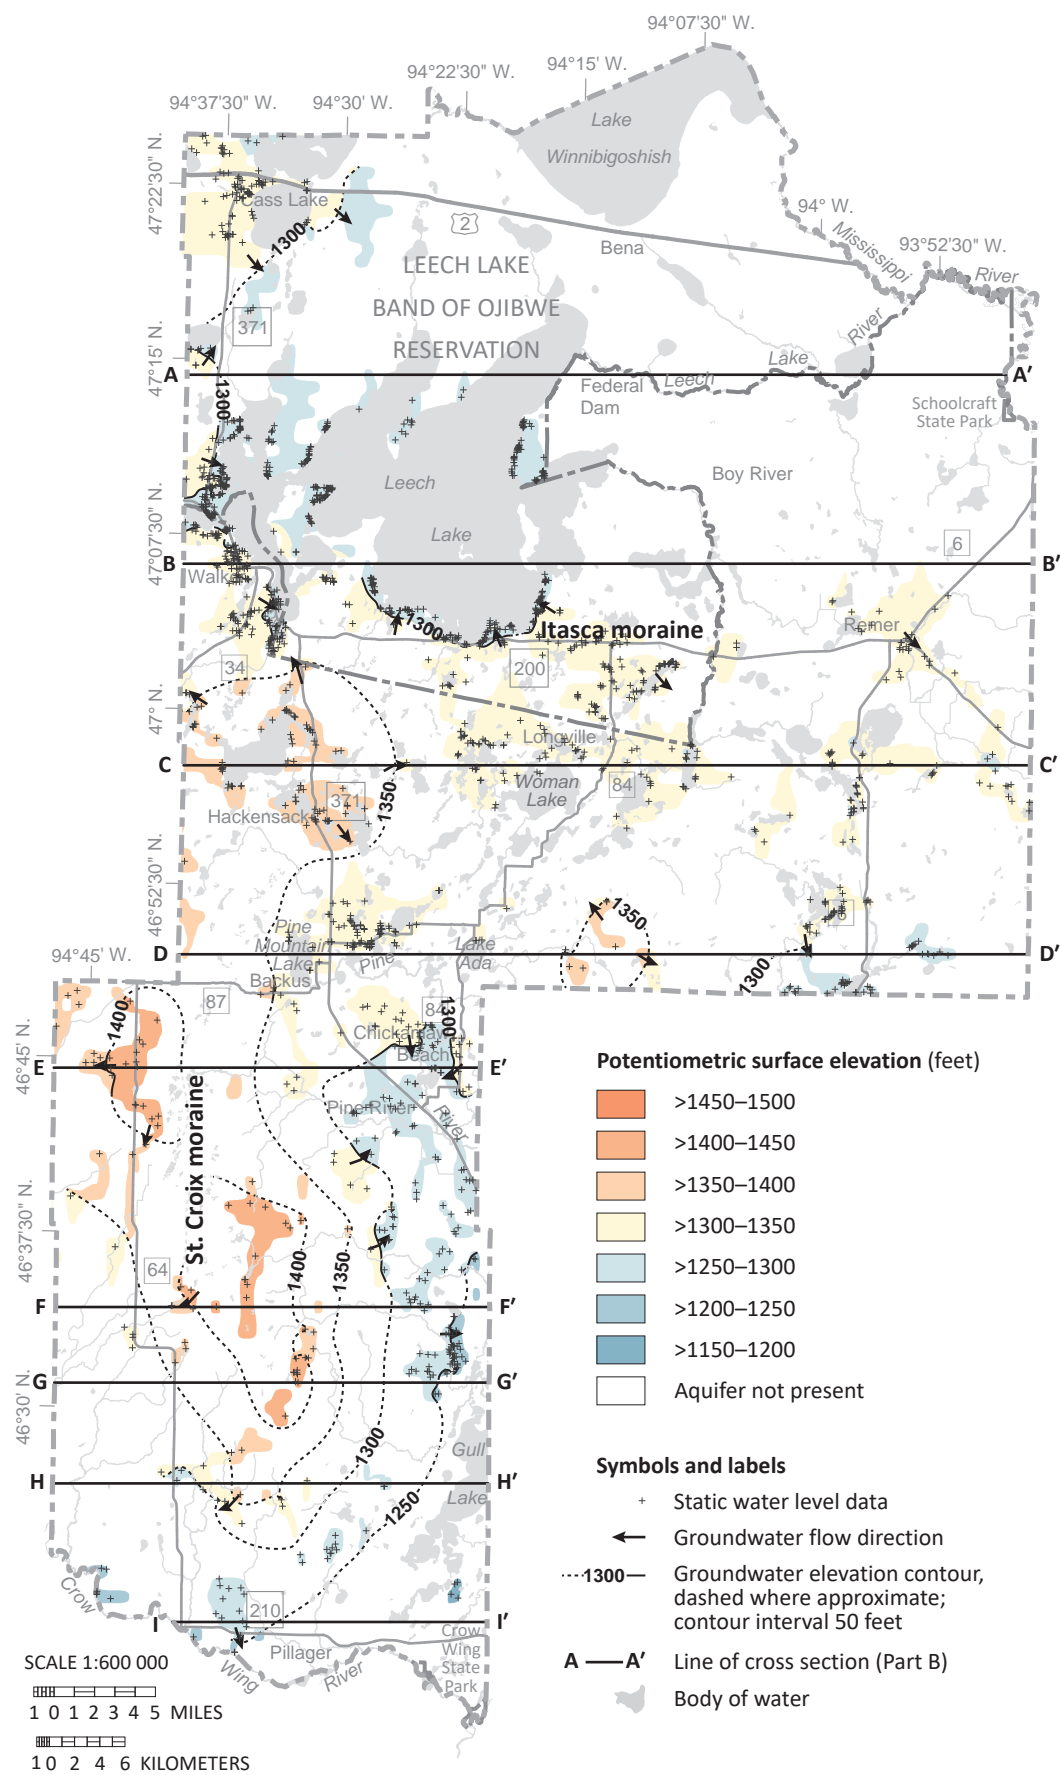 94°07'30" W.
94°15' W.
94°22'30" W.
94°37'30" W.
94°30' W.
Lake
Winnibigoshish
47°22'30" N.
Cass Lake
94° W.
2
Mississippi
93°52'30" W.
River
1300
Bena
LEECH LAKE
BAND OF OJIBWE
RESERVATION
371
47°15' N.
River
Lake
Leech
A
A′
1300
Federal
Dam
Schoolcraft
State Park
Leech
Lake
Boy River
47°07'30" N.
6
B
B′
Walker
1300
Itasca moraine
Remer
34
200
47° N.
Longville
C
C′
Woman
Lake
84
371
1350
Hackensack
46°52'30" N.
1350
6
Pine
Mountain
Lake
Pine
Lake
Ada
94°45' W.
D
D′
1300
Backus
87
84
1300
1400
Chickamaw
Beach
46°45' N.
E
E′
Pine River
River
St. Croix moraine
46°37'30" N.
64
1400
1350
F
F′
G
G′
46°30' N.
1300
Gull
Lake
H
H′
1250
Crow
210
I
I′
Pillager
Wing
River
Crow
Wing
State
Park
SCALE 1:600 000
1 0 1 2 3 4 5 MILES
1 0 2 4 6 KILOMETERS
Potentiometric surface elevation (feet)
>1450–1500
>1400–1450
>1350–1400
>1300–1350
>1250–1300
>1200–1250
>1150–1200
Aquifer not present
Symbols and labels
+ Static water level data
Groundwater flow direction
1300 Groundwater elevation contour,
dashed where approximate;
contour interval 50 feet
A A′ Line of cross section (Part B)
Body of water